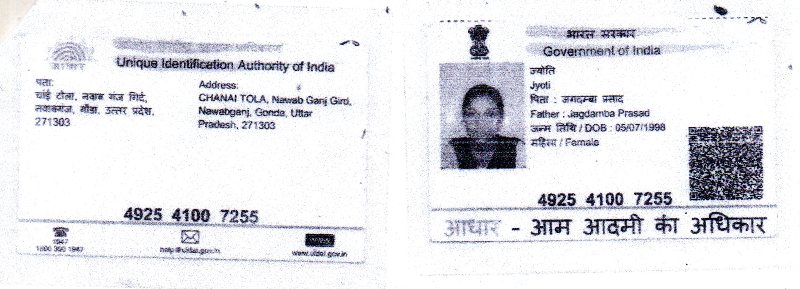 आधार
Unique Identification Authority of India
पता:
चांई टोला, नवाब गंज गिर्द,
नवाबगंज, गोंडा, उत्तर प्रदेश,
271303
Address:
CHANAI TOLA, Nawab Ganj Gird,
Nawabganj, Gonda, Uttar
Pradesh, 271303
4925 4100 7255
1947
1800 300 1947
help@uidai.gov.in
www.uidai.gov.in
भारत सरकार
Government of India
ज्योति
Jyoti
पिता : जगदम्बा प्रसाद
Father : Jagdamba Prasad
जन्म तिथि / DOB : 05/07/1998
महिला / Female
4925 4100 7255
आधार - आम आदमी का अधिकार